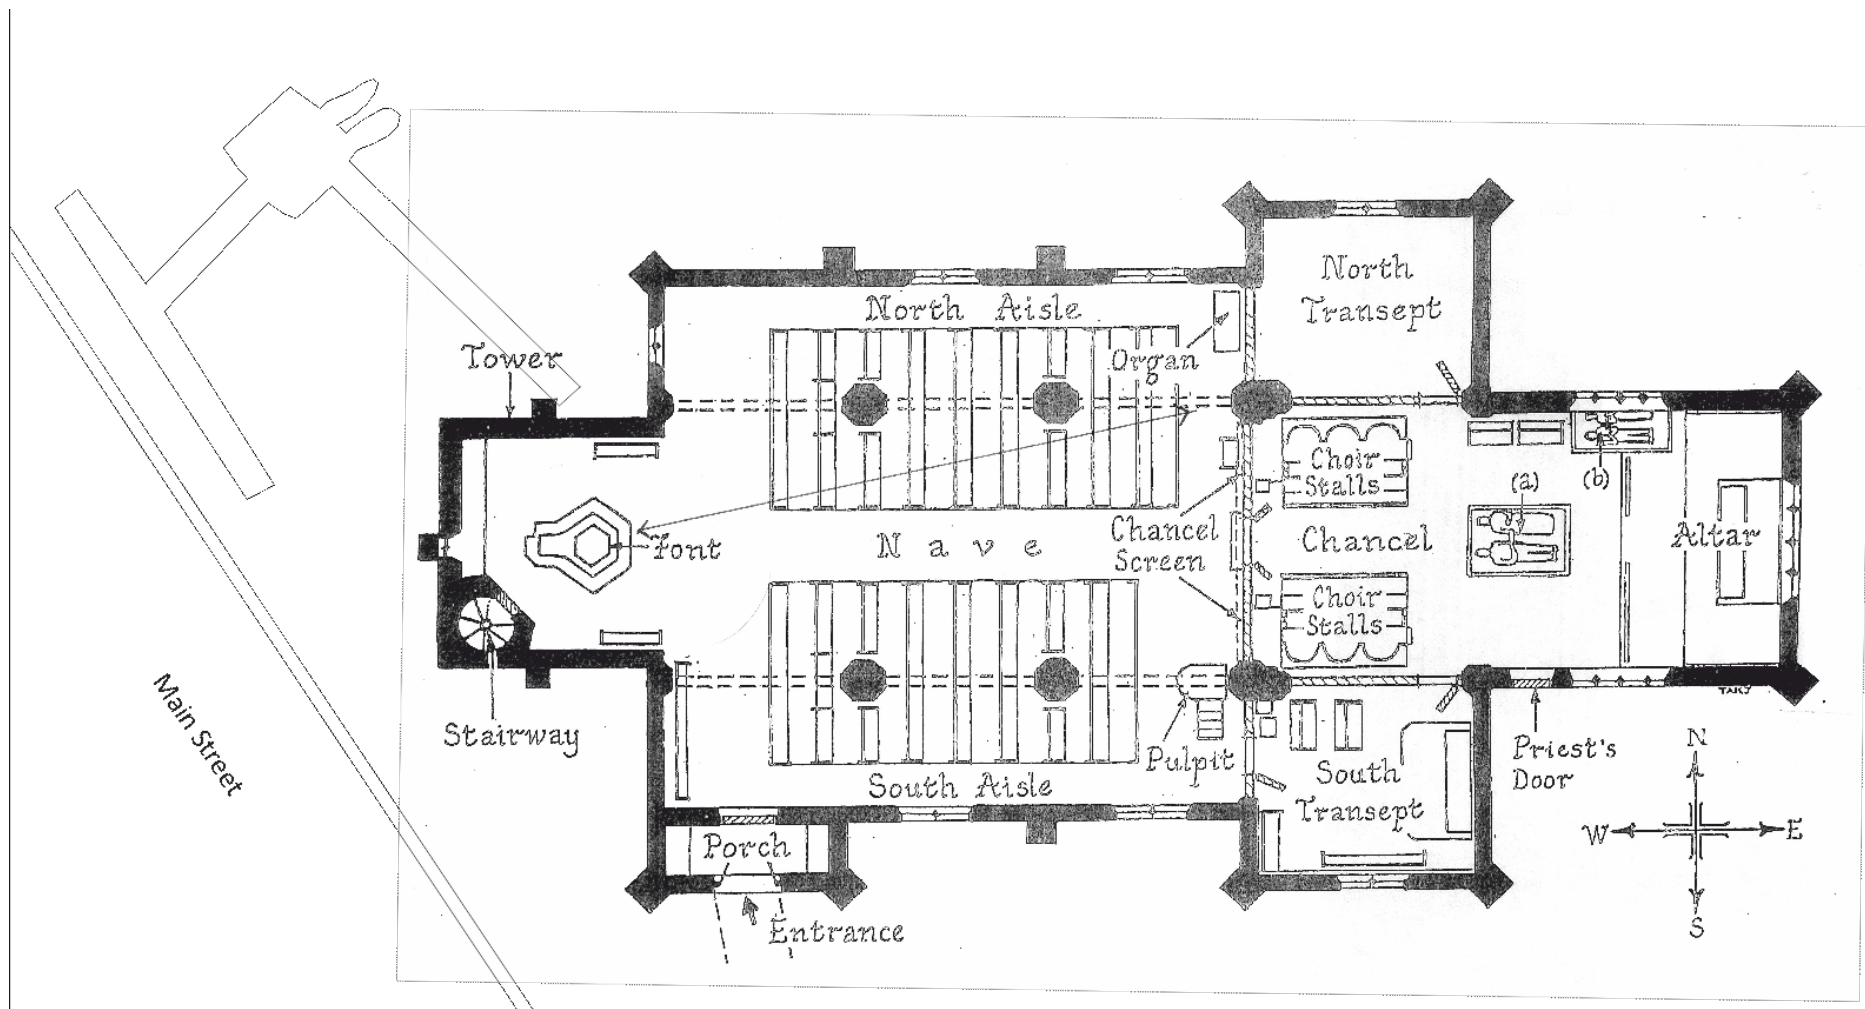 North
Transept
North Aisle
Tower
Organ
Choir
Stalls
(a)
(b)
Chancel
Screen
Font
Nave
Chancel
Altar
Choir
Stalls
Main Street
Stairway
Pulpit
South
Transept
Priest's
Door
South Aisle
Porch
Entrance
N
W
E
S